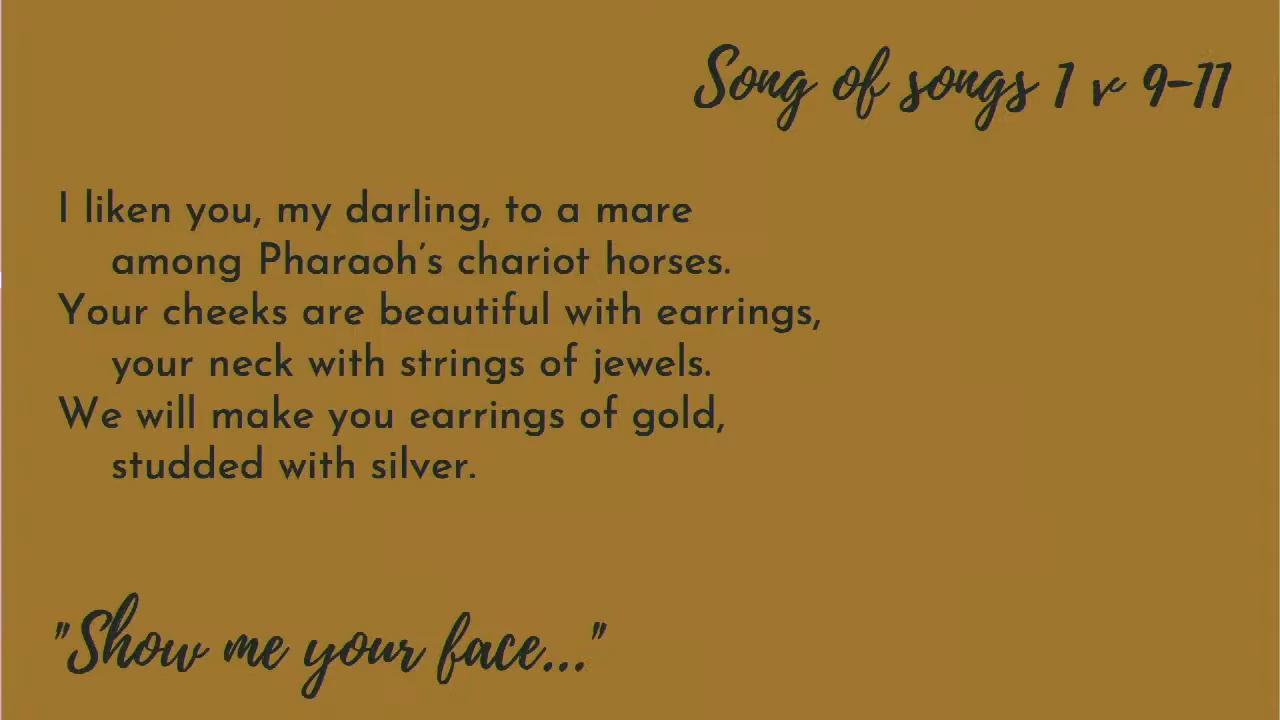 Song of songs 1 v 9-11
I liken you, my darling, to a mare
among Pharaoh's chariot horses.
Your cheeks are beautiful with earrings,
your neck with strings of jewels.
We will make you earrings of gold,
studded with silver.
"Show me your face..."